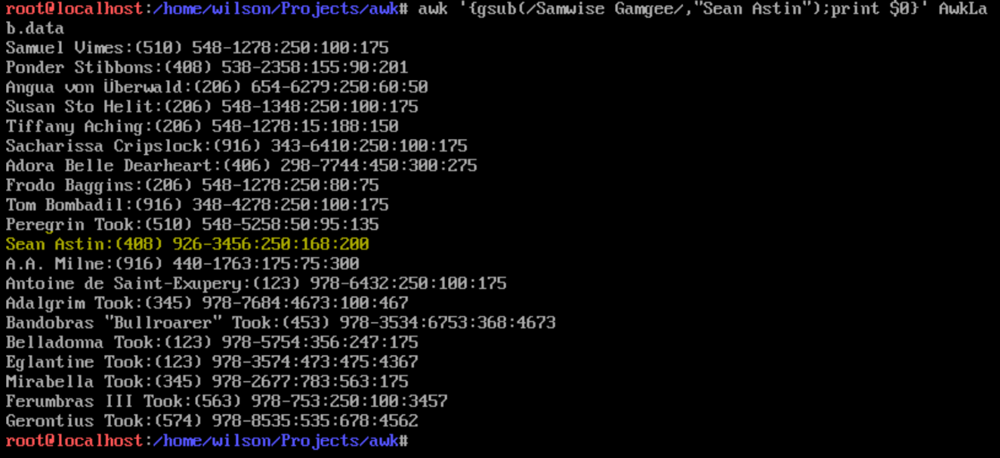 root@localhost:/home/wilson/Projects/awk# awk '{gsub(/Samwise Gamgee/,"Sean Astin");print $0}' AwkLa
b.data
Samuel Vimes:(510) 548-1278:250:100:175
Ponder Stibbons:(408) 538-2358:155:90:201
Angua von Überwald:(206) 654-6279:250:60:50
Susan Sto Helit:(206) 548-1348:250:100:175
Tiffany Aching:(206) 548-1278:15:188:150
Sacharissa Cripslock:(916) 343-6410:250:100:175
Adora Belle Dearheart:(406) 298-7744:450:300:275
Frodo Baggins:(206) 548-1278:250:80:75
Tom Bombadil:(916) 348-4278:250:100:175
Peregrin Took:(510) 548-5258:50:95:135
Sean Astin:(408) 926-3456:250:168:200
A.A. Milne:(916) 440-1763:175:75:300
Antoine de Saint-Exupery:(123) 978-6432:250:100:175
Adalgrim Took:(345) 978-7684:4673:100:467
Bandobras "Bullroarer" Took:(453) 978-3534:6753:368:4673
Belladonna Took:(123) 978-5754:356:247:175
Eglantine Took:(123) 978-3574:473:475:4367
Mirabella Took:(345) 978-2677:783:563:175
Ferumbras III Took:(563) 978-753:250:100:3457
Gerontius Took:(574) 978-8535:535:678:4562
root@localhost:/home/wilson/Projects/awk#